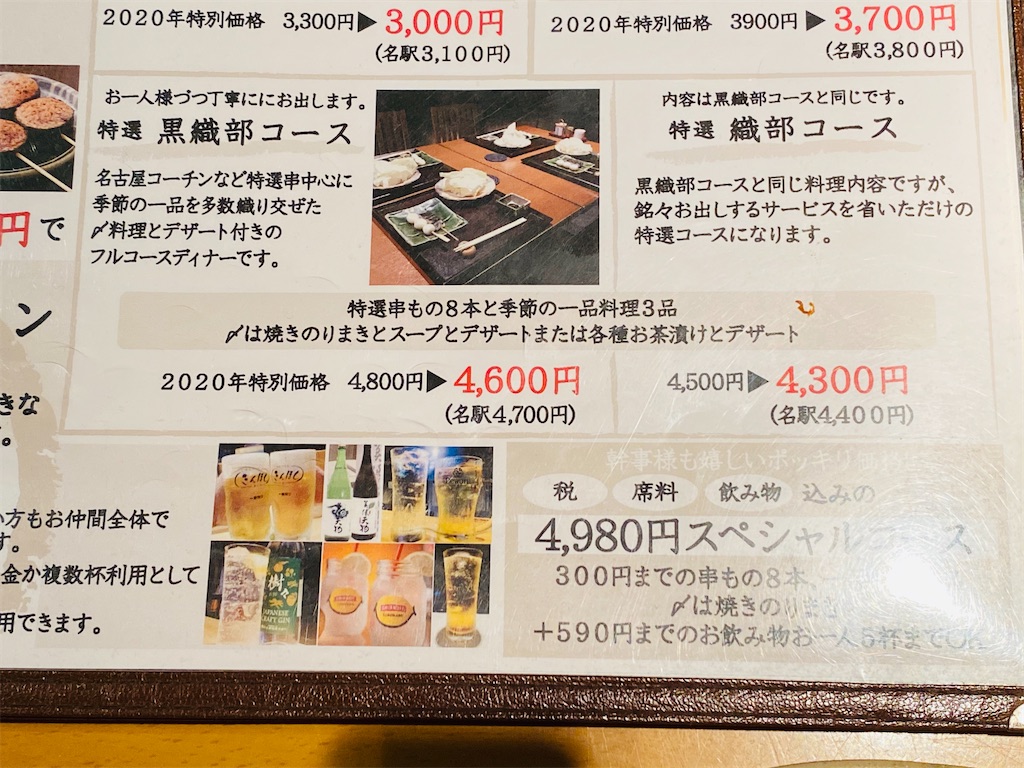 2020年特別価格 3,300円▶3,000円
(名駅3,100円)
2020年特別価格 3900円▶3,700円
(名駅3,800円)
お一人様づつ丁寧ににお出します。
特選 黒織部コース
名古屋コーチンなど特選串中心に
季節の一品を多数織り交ぜた
〆料理とデザート付きの
フルコースディナーです。
内容は黒織部コースと同じです。
特選 織部コース
黒織部コースと同じ料理内容ですが、
銘々お出しするサービスを省いただけの
特選コースになります。
特選串もの8本と季節の一品料理3品
〆は焼きのりまきとスープとデザートまたは各種お茶漬けとデザート
2020年特別価格 4,800円▶4,600円
(名駅4,700円)
4,500円▶4,300円
(名駅4,400円)
円で
ン
きな
。
い方もお仲間全体で
す。
金か複数杯利用として
用できます。
幹事様も嬉しいポッキリ
税 席料 飲み物 込みの
4,980円スペシャルコース
300円までの串もの8本
〆は焼きのりまき
+590円までのお飲み物お一人5杯までOK